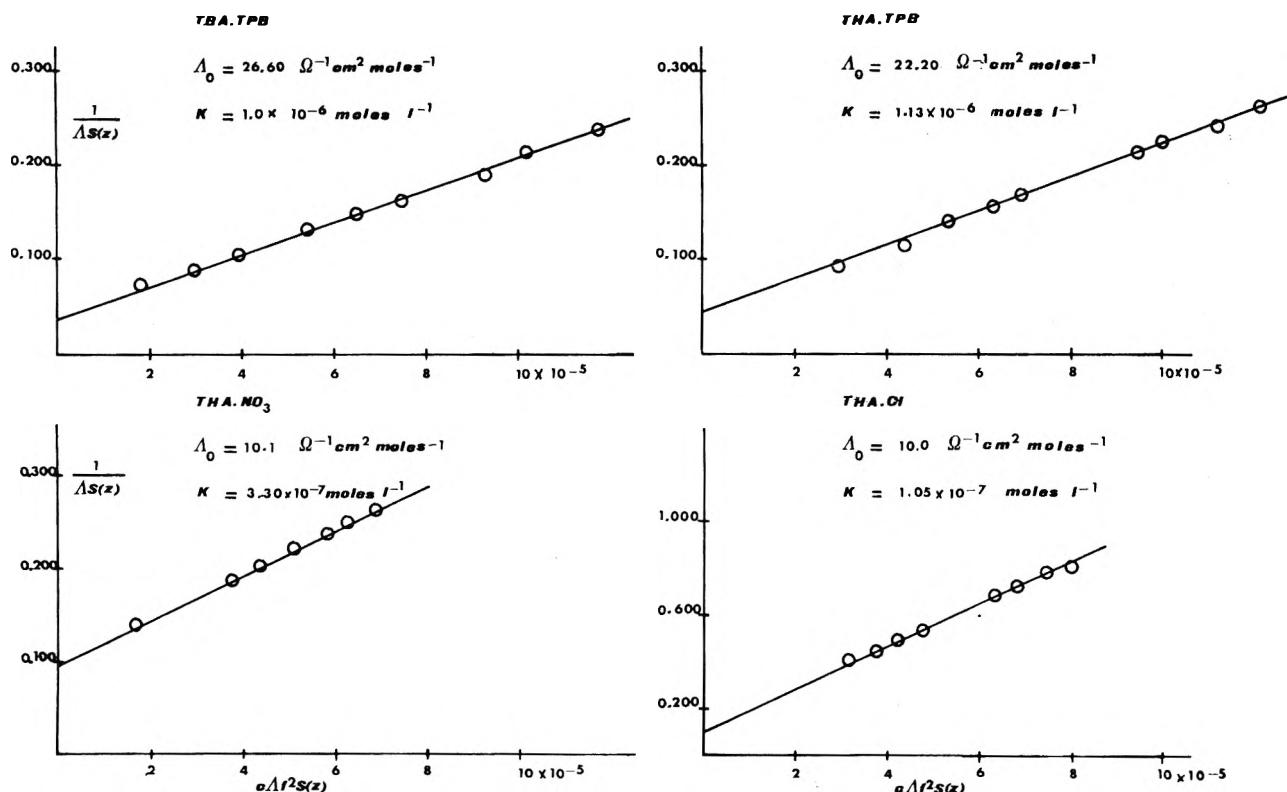 TBA.TPB
Λ₀ = 26.60 Ω⁻¹cm² moles⁻¹
K = 1.0 × 10⁻⁶ moles l⁻¹
1/ΛS(z)
0.300
0.200
0.100
2 4 6 8 10 × 10⁻⁵
THA.TPB
Λ₀ = 22.20 Ω⁻¹cm² moles⁻¹
K = 1.13×10⁻⁶ moles l⁻¹
0.300
0.200
0.100
2 4 6 8 10×10⁻⁵
THA.NO₃
Λ₀ = 10.1 Ω⁻¹cm² moles⁻¹
K = 3.30×10⁻⁷ moles l⁻¹
1/ΛS(z)
0.300
0.200
0.100
2 4 6 8 10 × 10⁻⁵
cΛf²S(z)
THA.Cl
Λ₀ = 10.0 Ω⁻¹cm² moles⁻¹
K = 1.05 × 10⁻⁷ moles l⁻¹
1.000
0.600
0.200
2 4 6 8 10 × 10⁻⁵
cΛf²S(z)